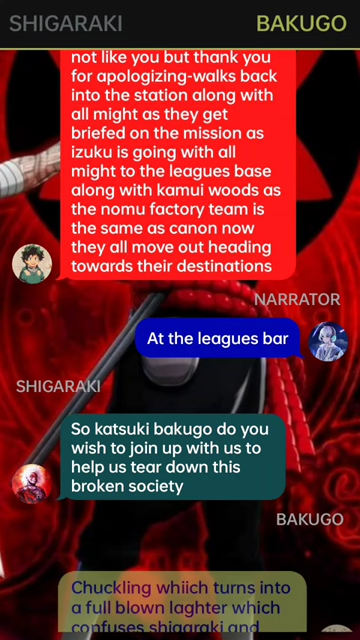 SHIGARAKI
BAKUGO
not like you but thank you
for apologizing-walks back
into the station along with
all might as they get
briefed on the mission as
izuku is going with all
might to the leagues base
along with kamui woods as
the nomu factory team is
the same as canon now
they all move out heading
towards their destinations
NARRATOR
At the leagues bar
SHIGARAKI
So katsuki bakugo do you
wish to join up with us to
help us tear down this
broken society
BAKUGO
Chuckling whiich turns into
a full blown laghter which
confuses shigaraki and